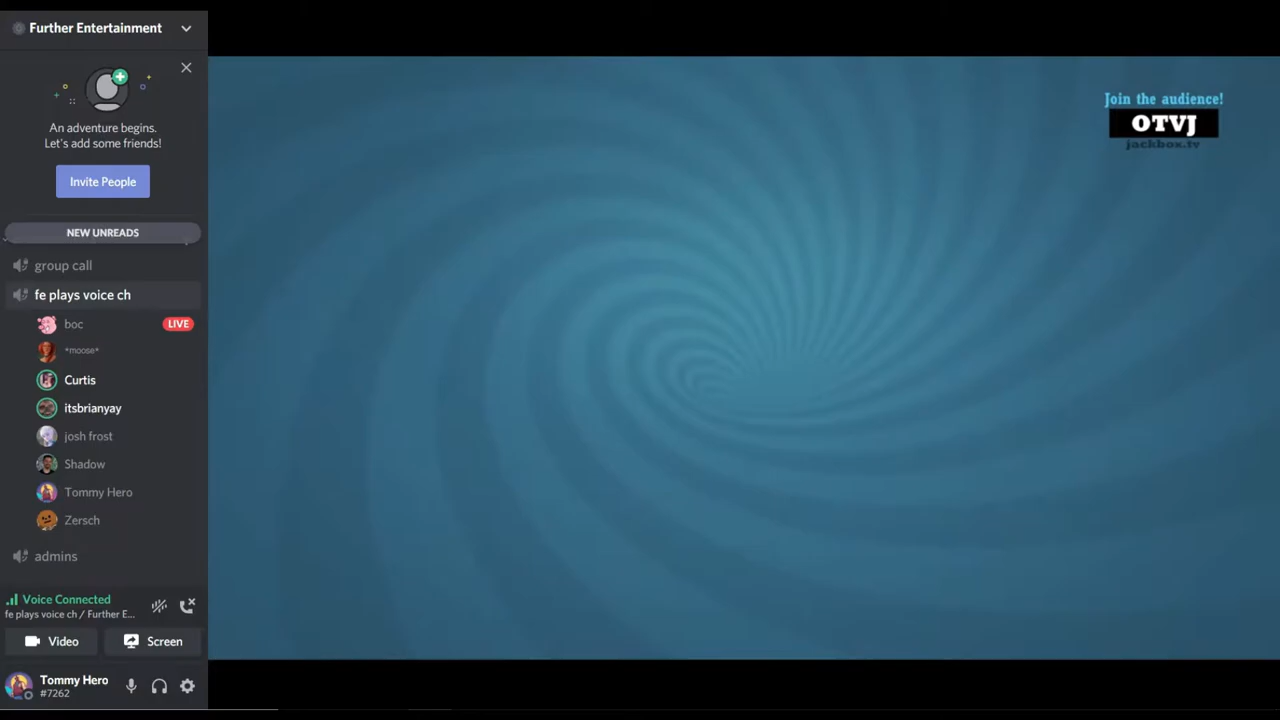 Further Entertainment
An adventure begins.
Let's add some friends!
Invite People
NEW UNREADS
group call
fe plays voice ch
boc
LIVE
*moose*
Curtis
itsbrianyay
josh frost
Shadow
Tommy Hero
Zersch
admins
Voice Connected
fe plays voice ch / Further E...
Video
Screen
Tommy Hero
#7262
Join the audience!
OTVJ
jackbox.tv